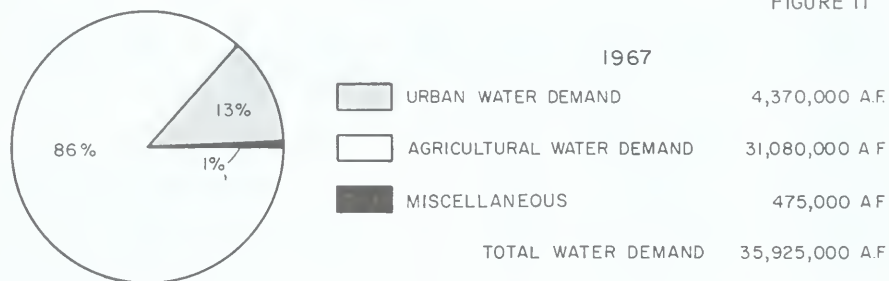 FIGURE 11
1967
13%
86%
1%
URBAN WATER DEMAND 4,370,000 A.F.
AGRICULTURAL WATER DEMAND 31,080,000 A F
MISCELLANEOUS 475,000 A F
TOTAL WATER DEMAND 35,925,000 A.F